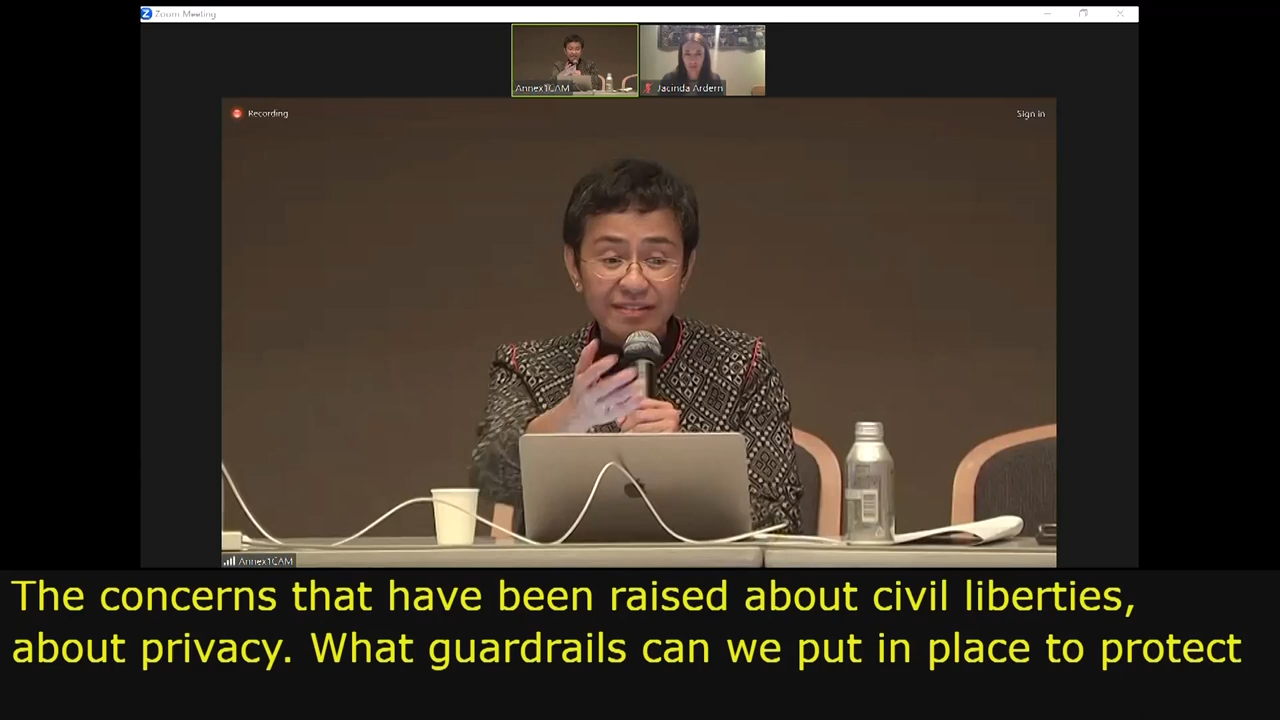 Zoom Meeting
Annex1CAM
Jacinda Ardern
Recording
Sign in
Annex1CAM
The concerns that have been raised about civil liberties,
about privacy. What guardrails can we put in place to protect